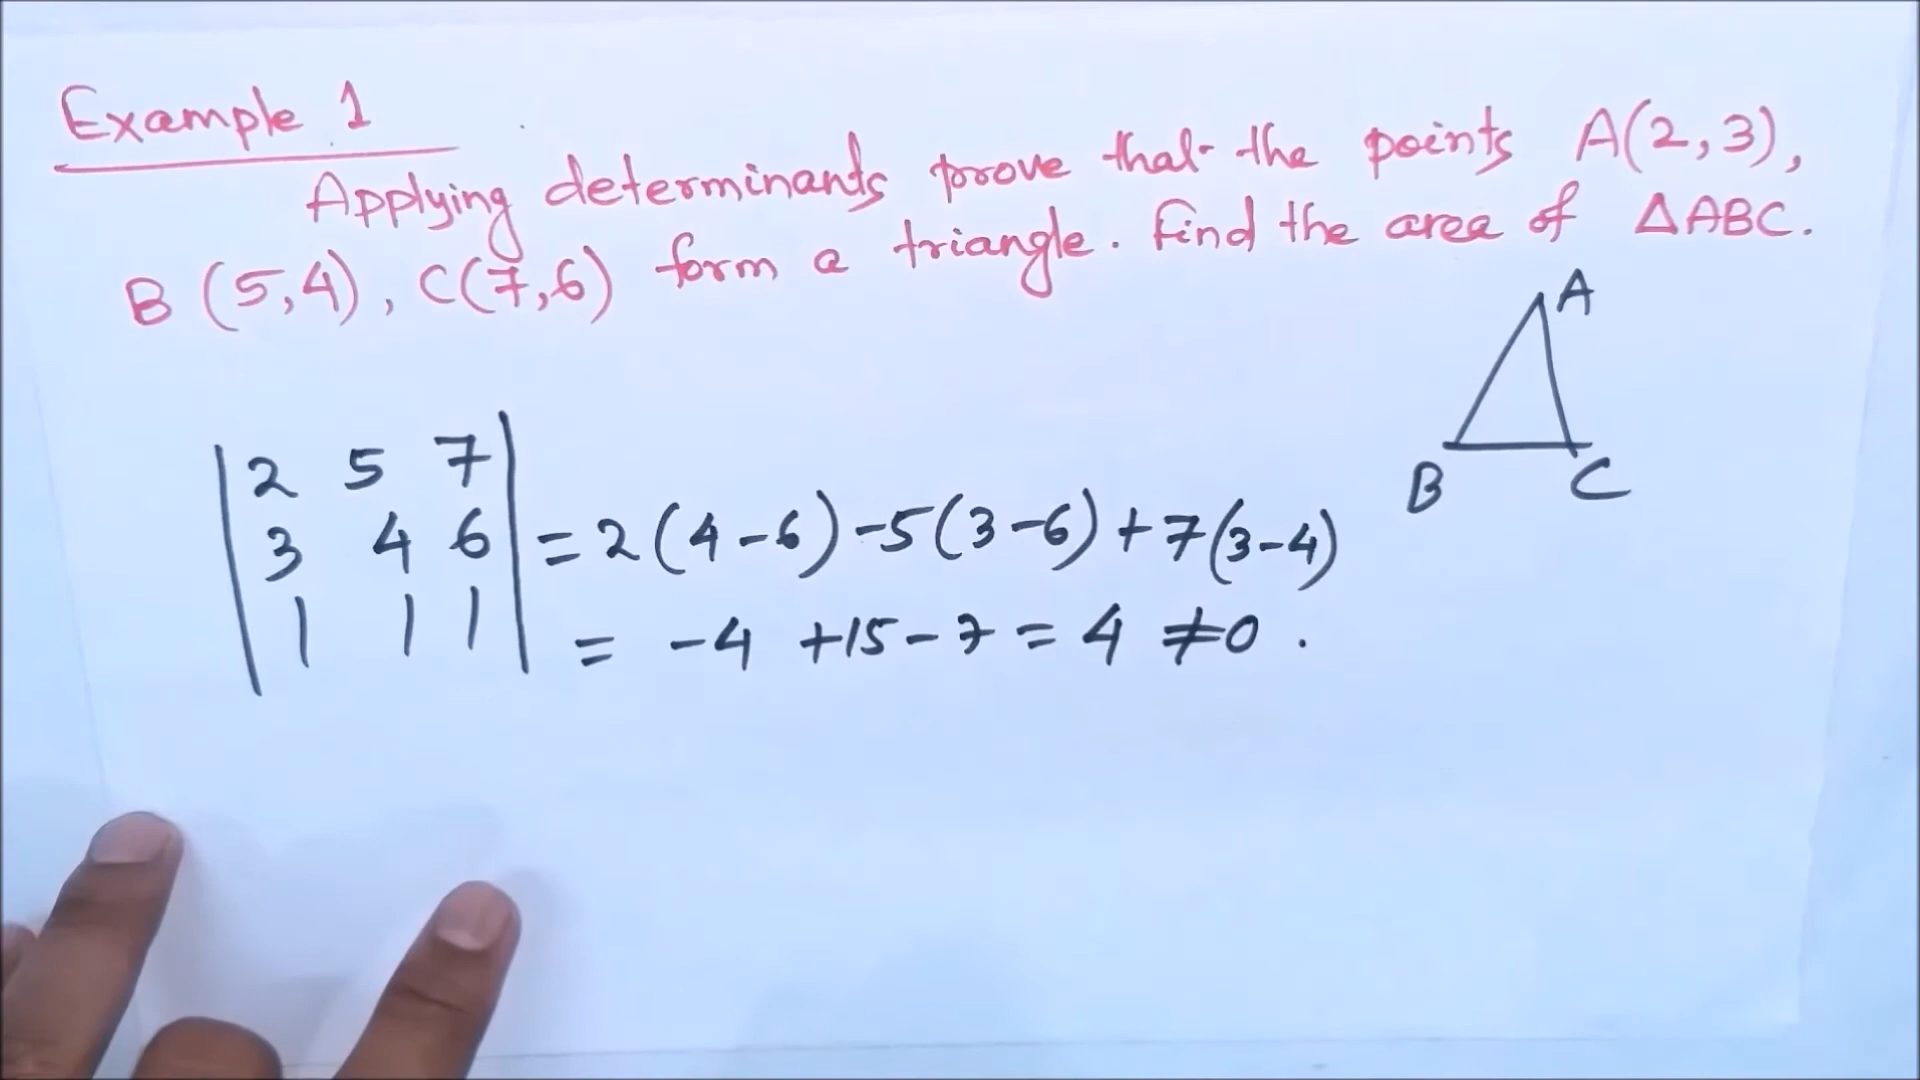 Example 1
Applying determinants prove that the points A(2,3),
B (5,4), C(7,6) form a triangle. Find the area of ΔABC.
A
B C
| 2 5 7 |
| 3 4 6 | = 2(4-6) -5(3-6) + 7(3-4)
| 1 1 1 |
= -4 +15 - 7 = 4 ≠0 .